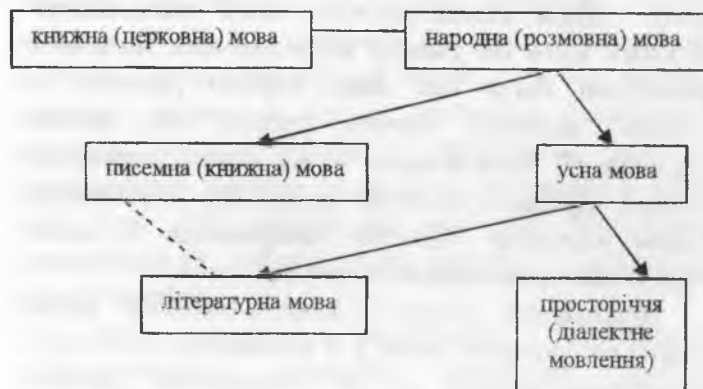 книжна (церковна) мова
народна (розмовна) мова
писемна (книжна) мова
усна мова
літературна мова
просторіччя
(діалектне
мовлення)